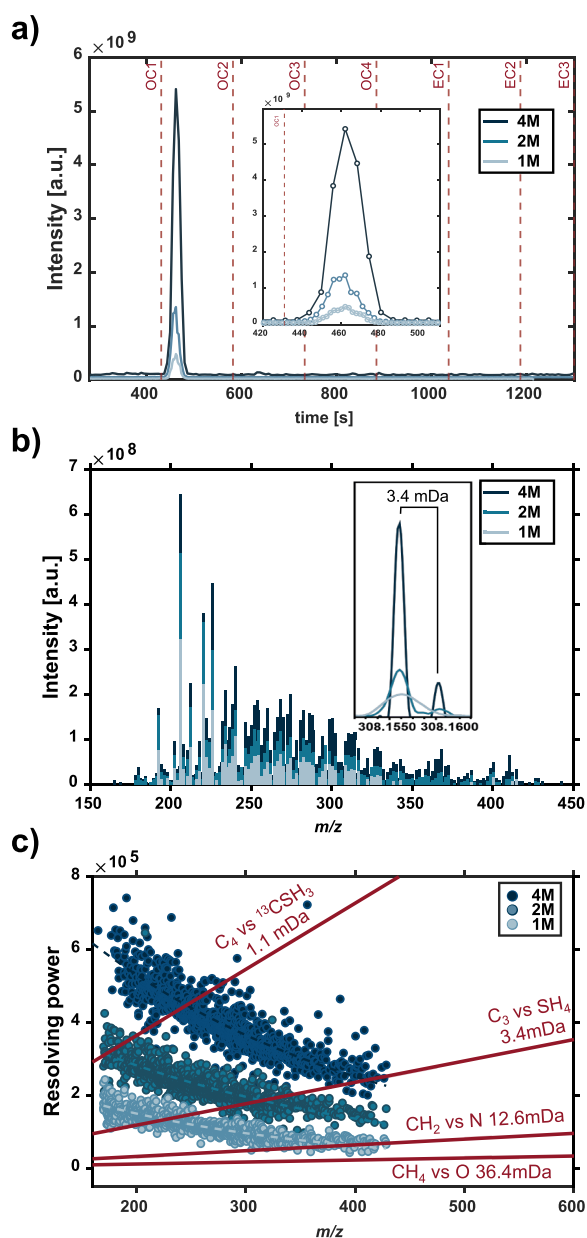 a)
× 10⁹
6
5
4
3
2
1
0
Intensity [a.u.]
OC1
OC2
OC3
OC4
EC1
EC2
EC3
× 10⁹
5
4
3
2
1
0
OC1
420
440
460
480
500
4M
2M
1M
400
600
800
1000
1200
time [s]
b)
× 10⁸
7
6
5
4
3
2
1
0
Intensity [a.u.]
3.4 mDa
308.1550
308.1600
4M
2M
1M
150
200
250
300
350
400
450
m/z
c)
× 10⁵
8
6
4
2
0
Resolving power
C₄ vs ¹³CSH₃
1.1 mDa
4M
2M
1M
C₃ vs SH₄
3.4mDa
CH₂ vs N 12.6mDa
CH₄ vs O 36.4mDa
200
300
400
500
600
m/z